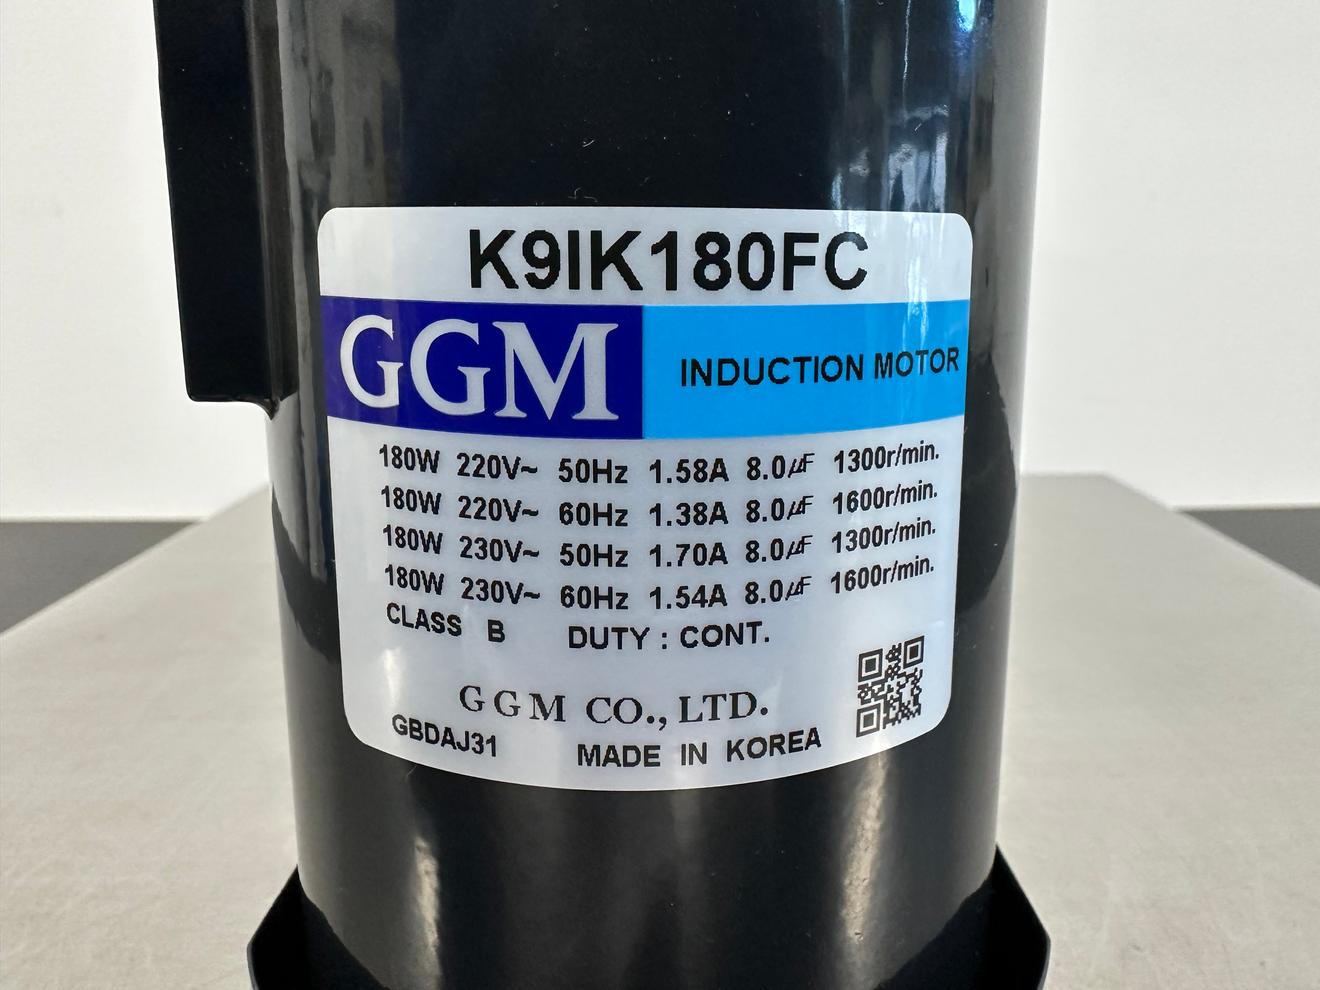 K9IK180FC
GGM INDUCTION MOTOR
180W 220V~ 50Hz 1.58A 8.0㎌ 1300r/min.
180W 220V~ 60Hz 1.38A 8.0㎌ 1600r/min.
180W 230V~ 50Hz 1.70A 8.0㎌ 1300r/min.
180W 230V~ 60Hz 1.54A 8.0㎌ 1600r/min.
CLASS B DUTY : CONT.
GGM CO., LTD.
GBDAJ31 MADE IN KOREA